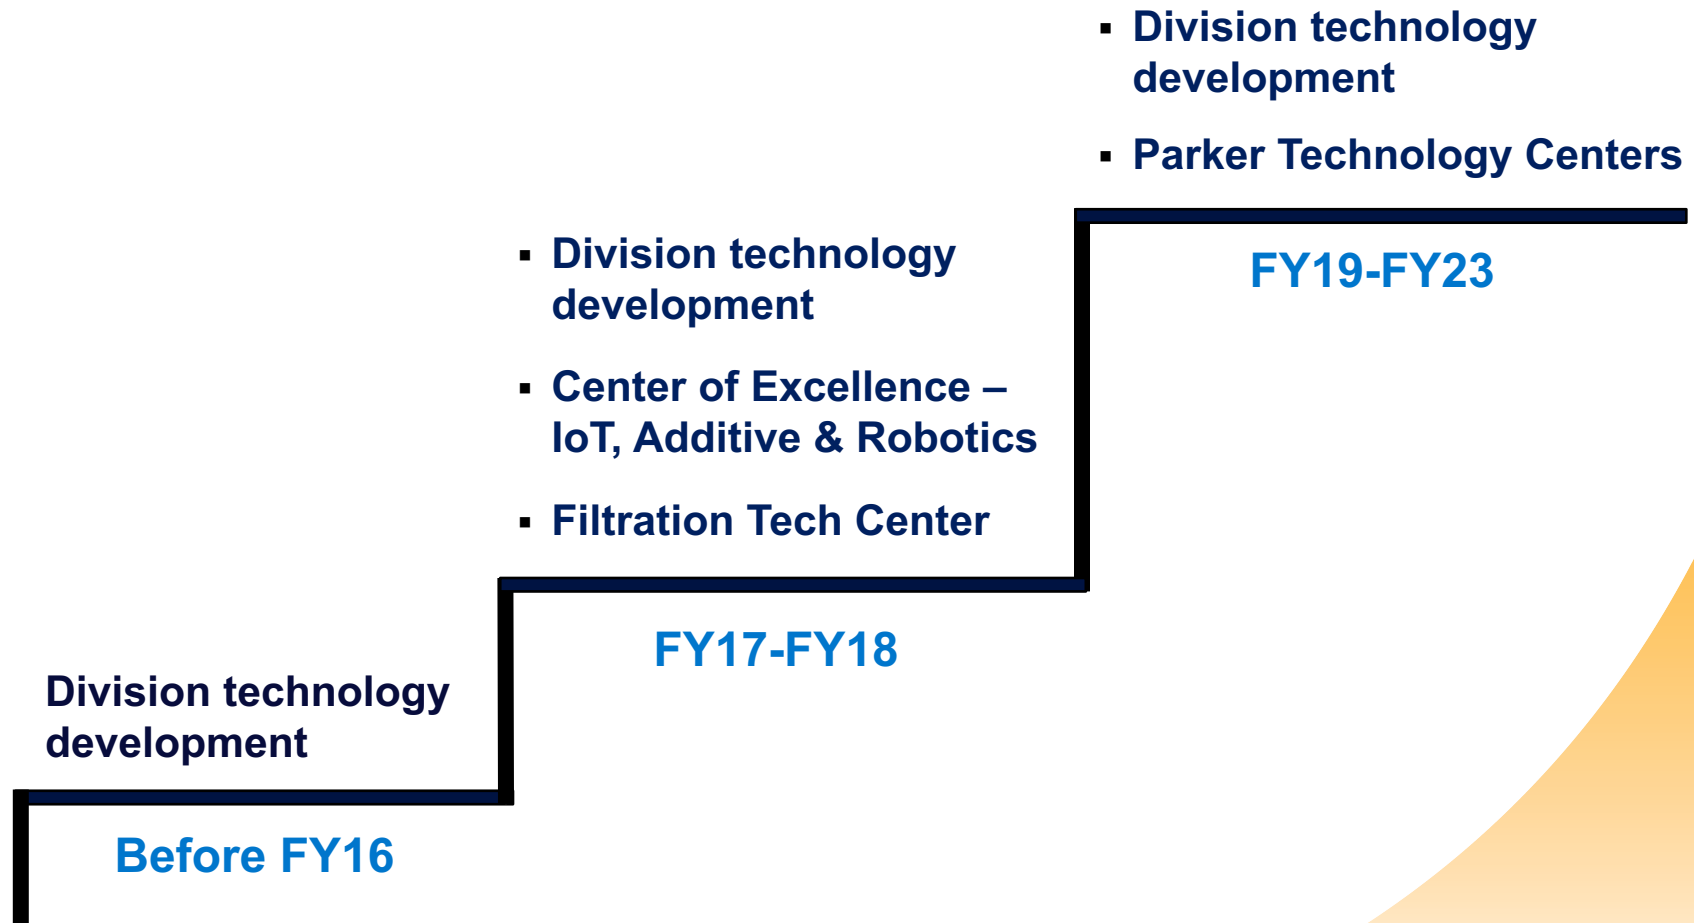 ▪ Division technology
development
▪ Parker Technology Centers
FY19-FY23
▪ Division technology
development
▪ Center of Excellence –
IoT, Additive & Robotics
▪ Filtration Tech Center
FY17-FY18
Division technology
development
Before FY16